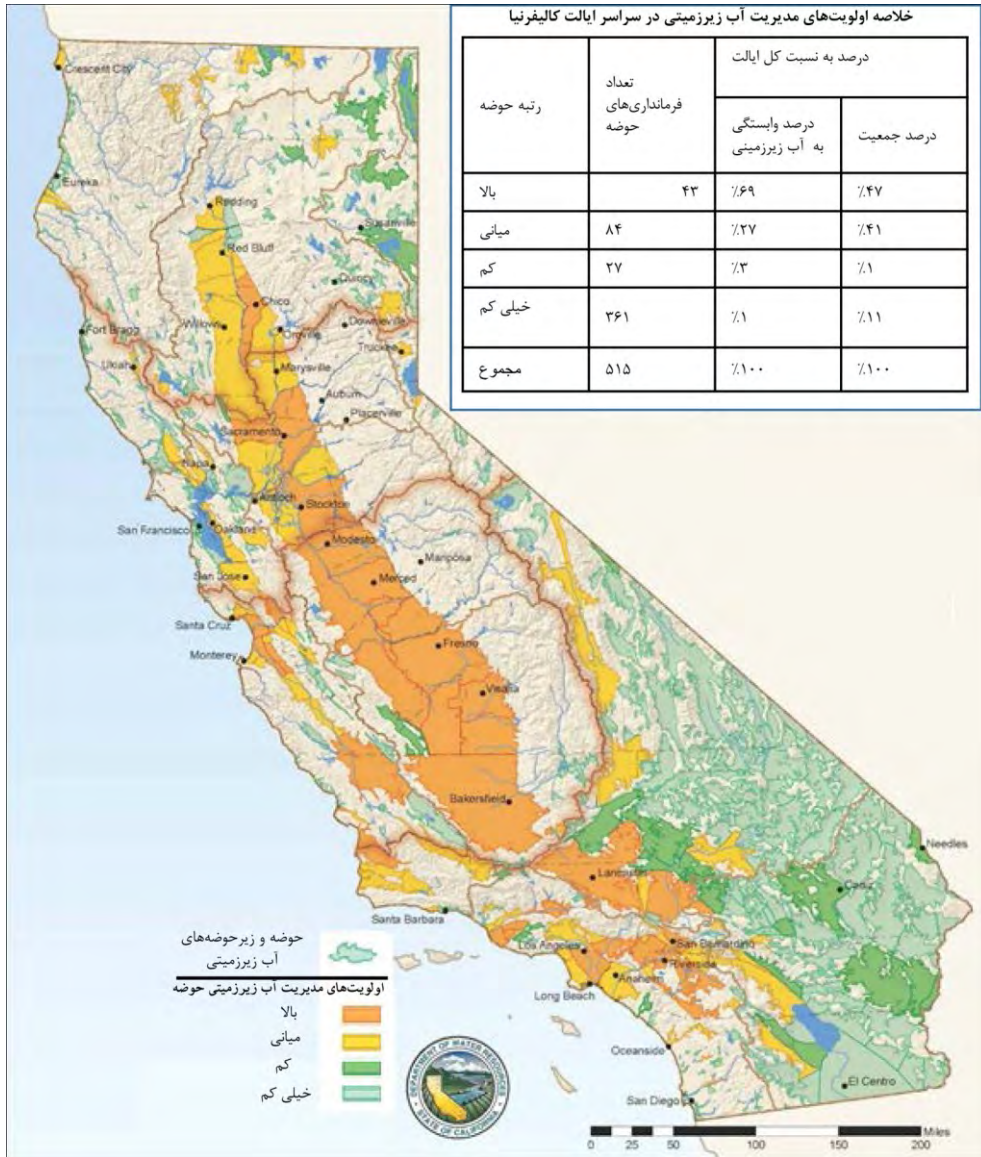 خلاصه اولویت‌های مدیریت آب زیرزمیتی در سراسر ایالت کالیفرنیا
رتبه حوضه
تعداد
فرمانداری‌های
حوضه
درصد به نسبت کل ایالت
درصد وابستگی
به آب زیرزمینی
درصد جمعیت
بالا ۴۳ ٪۶۹ ٪۴۷
میانی ۸۴ ٪۲۷ ٪۴۱
کم ۲۷ ٪۳ ٪۱
خیلی کم ۳۶۱ ٪۱ ٪۱۱
مجموع ۵۱۵ ٪۱۰۰ ٪۱۰۰
Crescent City
Eureka
Redding
Susanville
Red Bluff
Quincy
Chico
Fort Bragg
Willows
Oroville
Downieville
Truckee
Ukiah
Marysville
Auburn
Placerville
Sacramento
Napa
Antioch
Stockton
San Francisco
Oakland
Modesto
Mariposa
San Jose
Merced
Santa Cruz
Fresno
Monterey
Visalia
Bakersfield
Needles
Lancaster
Cadiz
Santa Barbara
Los Angeles
San Bernardino
Riverside
Anaheim
Long Beach
Oceanside
El Centro
San Diego
حوضه و زیرحوضه‌های
آب زیرزمیتی
اولویت‌های مدیریت آب زیرزمیتی حوضه
بالا
میانی
کم
خیلی کم
DEPARTMENT OF WATER RESOURCES
STATE OF CALIFORNIA
Miles
0 25 50 100 150 200